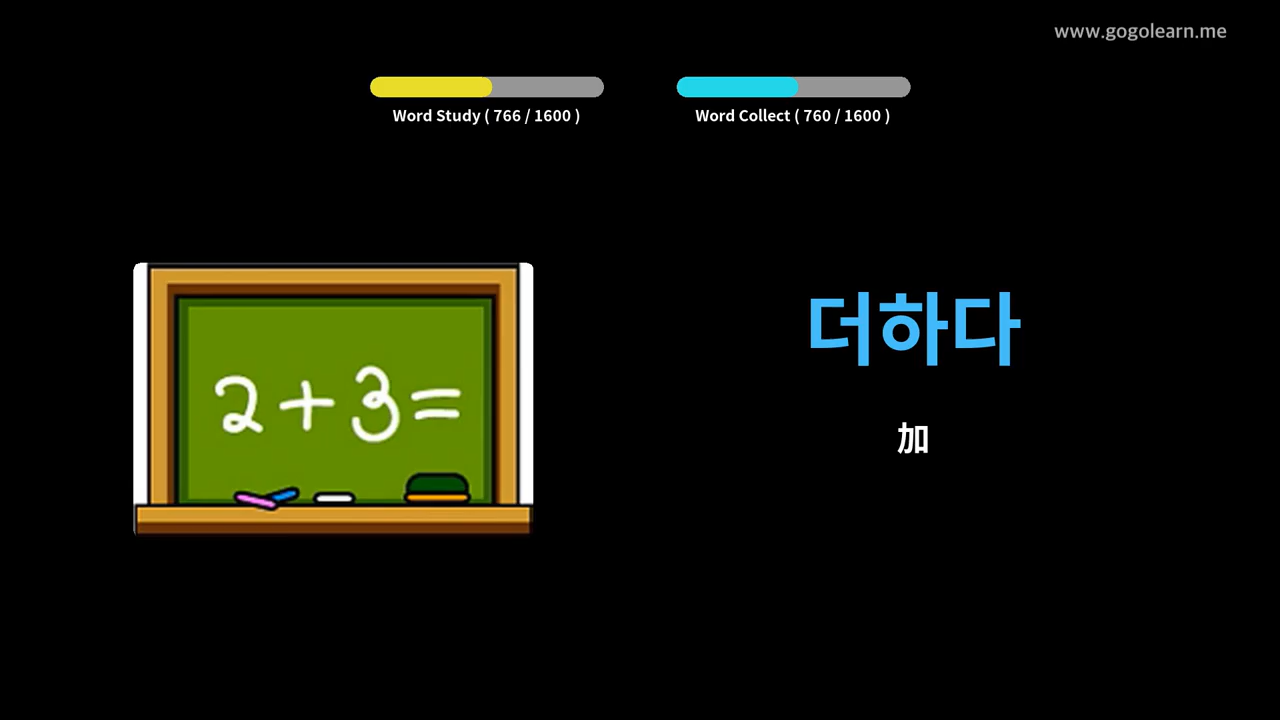 www.gogolearn.me
Word Study ( 766 / 1600 )
Word Collect ( 760 / 1600 )
2 + 3 =
더하다
加